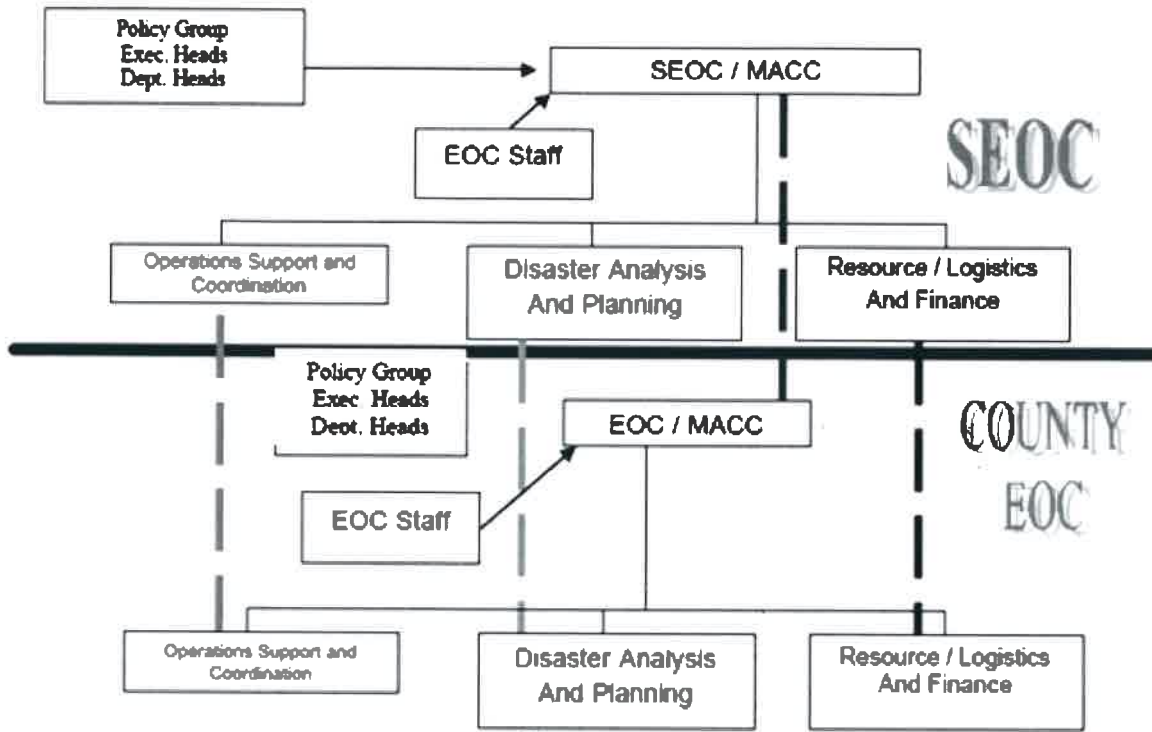 Policy Group
Exec. Heads
Dept. Heads
SEOC / MACC
EOC Staff
SEOC
Operations Support and
Coordination
Disaster Analysis
And Planning
Resource / Logistics
And Finance
Policy Group
Exec. Heads
Dept. Heads
EOC / MACC
COUNTY
EOC
EOC Staff
Operations Support and
Coordination
Disaster Analysis
And Planning
Resource / Logistics
And Finance